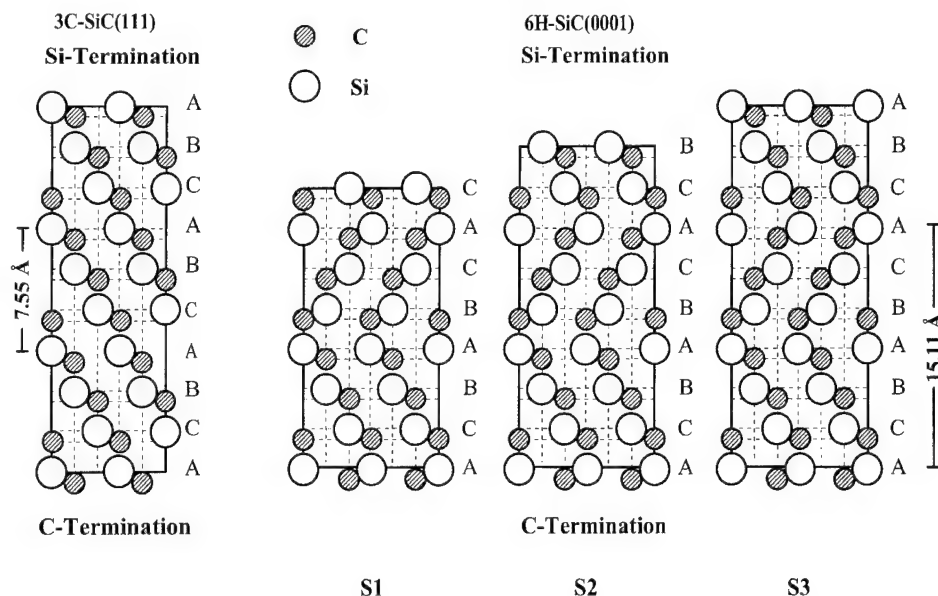 3C-SiC(111)
Si-Termination
C
Si
6H-SiC(0001)
Si-Termination
A
B
C
A
B
C
A
B
C
A
7.55 Å
C
A
C
B
A
B
C
A
B
C
A
C
B
A
B
C
A
A
B
C
A
C
B
A
B
C
A
15.11 Å
C-Termination
C-Termination
S1
S2
S3